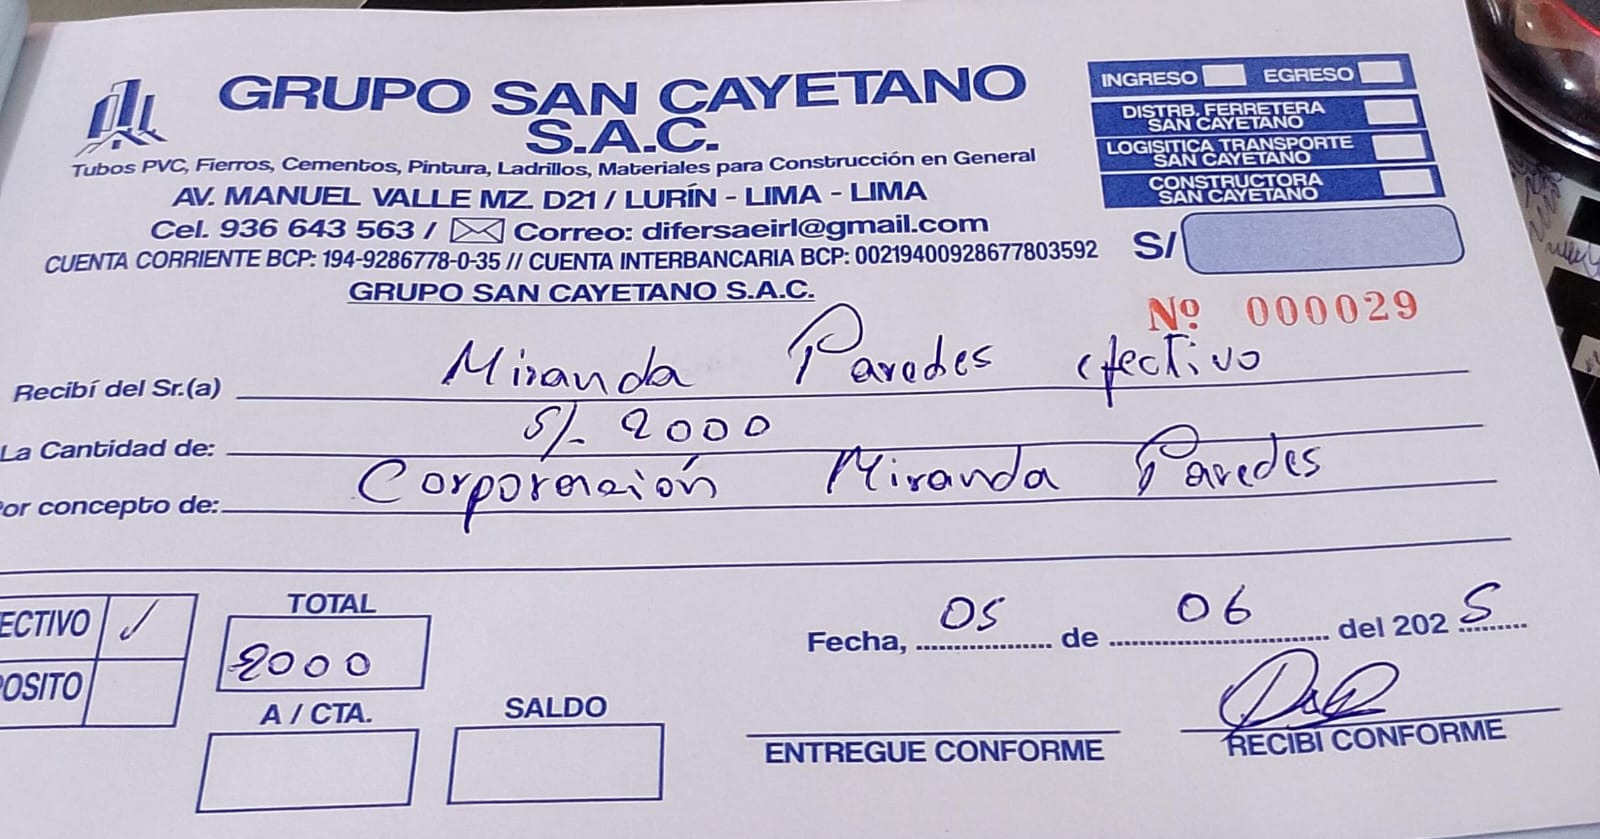 GRUPO SAN CAYETANO
S.A.C.
Tubos PVC, Fierros, Cementos, Pintura, Ladrillos, Materiales para Construcción en General
AV. MANUEL VALLE MZ. D21 / LURÍN - LIMA - LIMA
Cel. 936 643 563 / Correo: difersaeirl@gmail.com
CUENTA CORRIENTE BCP: 194-9286778-0-35 // CUENTA INTERBANCARIA BCP: 00219400928677803592
GRUPO SAN CAYETANO S.A.C.
INGRESO EGRESO
DISTRB. FERRETERA
SAN CAYETANO
LOGISITICA TRANSPORTE
SAN CAYETANO
CONSTRUCTORA
SAN CAYETANO
S/
Nº 000029
Recibí del Sr.(a) Miranda Paredes efectivo
La Cantidad de: S/. 2000
or concepto de: Corporación Miranda Paredes
ECTIVO ✓
OSITO
TOTAL
2000
A / CTA.
SALDO
Fecha, 05 de 06 del 2025
ENTREGUE CONFORME
RECIBI CONFORME